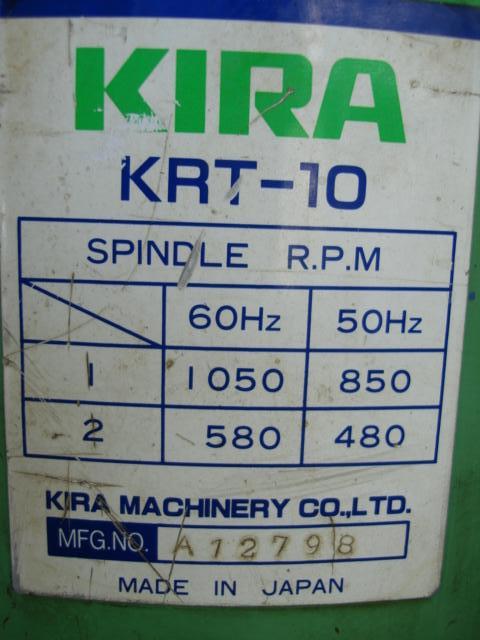 KIRA
KRT-10
SPINDLE R.P.M
60Hz 50Hz
1 1050 850
2 580 480
KIRA MACHINERY CO.,LTD.
MFG.NO. A12798
MADE IN JAPAN